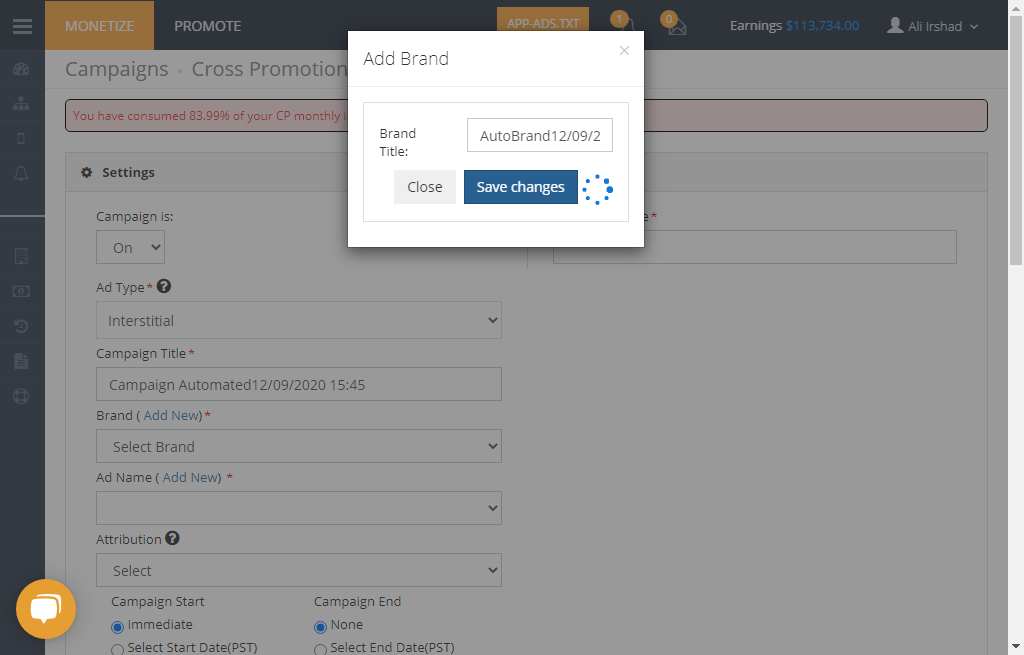 MONETIZE PROMOTE APP-ADS.TXT 1 0 Earnings $113,734.00 Ali Irshad
Campaigns Cross Promotion
Add Brand ×
You have consumed 83.99% of your CP monthly
Brand
Title:
AutoBrand12/09/2
Close Save changes
Settings
Campaign is:
On
Ad Type* ?
Interstitial
Campaign Title*
Campaign Automated12/09/2020 15:45
Brand ( Add New)*
Select Brand
Ad Name ( Add New) *
Attribution ?
Select
Campaign Start Campaign End
Immediate None
Select Start Date(PST) Select End Date(PST)